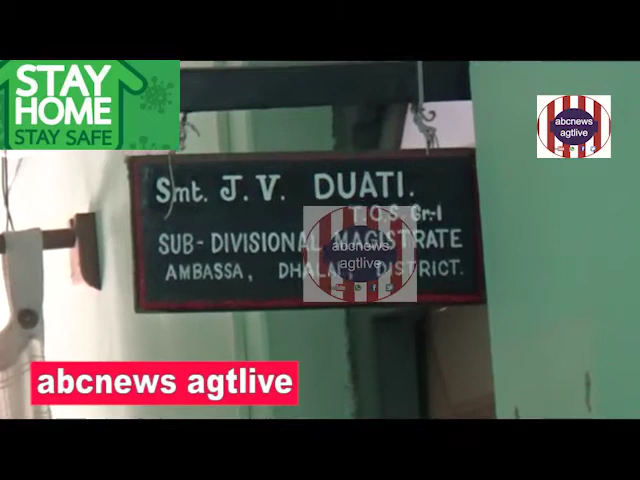 STAY
HOME
STAY SAFE
abcnews
agtlive
Smt. J.V. DUATI.
T.C.S. Gr-I
SUB-DIVISIONAL MAGISTRATE
AMBASSA, DHALAI, DISTRICT.
abcnews
agtlive
abcnews agtlive